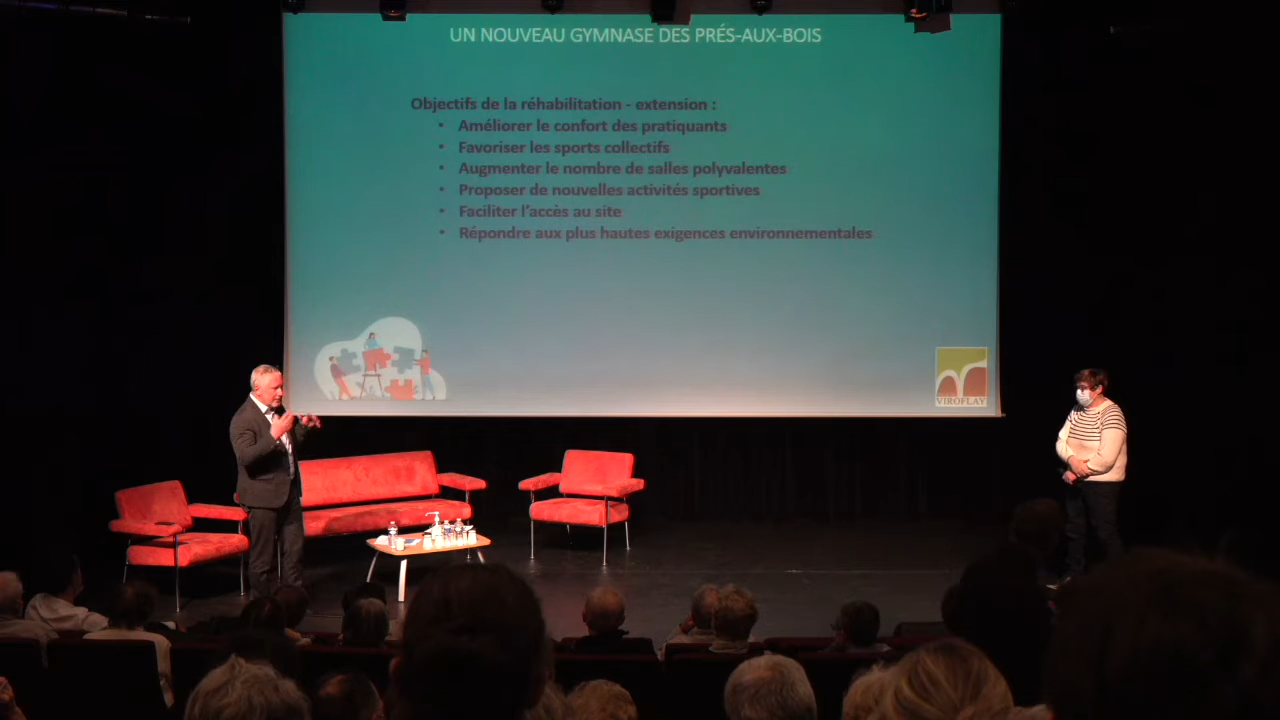 UN NOUVEAU GYMNASE DES PRÉS-AUX-BOIS
Objectifs de la réhabilitation - extension :
• Améliorer le confort des pratiquants
• Favoriser les sports collectifs
• Augmenter le nombre de salles polyvalentes
• Proposer de nouvelles activités sportives
• Faciliter l'accès au site
• Répondre aux plus hautes exigences environnementales
VIROFLAY